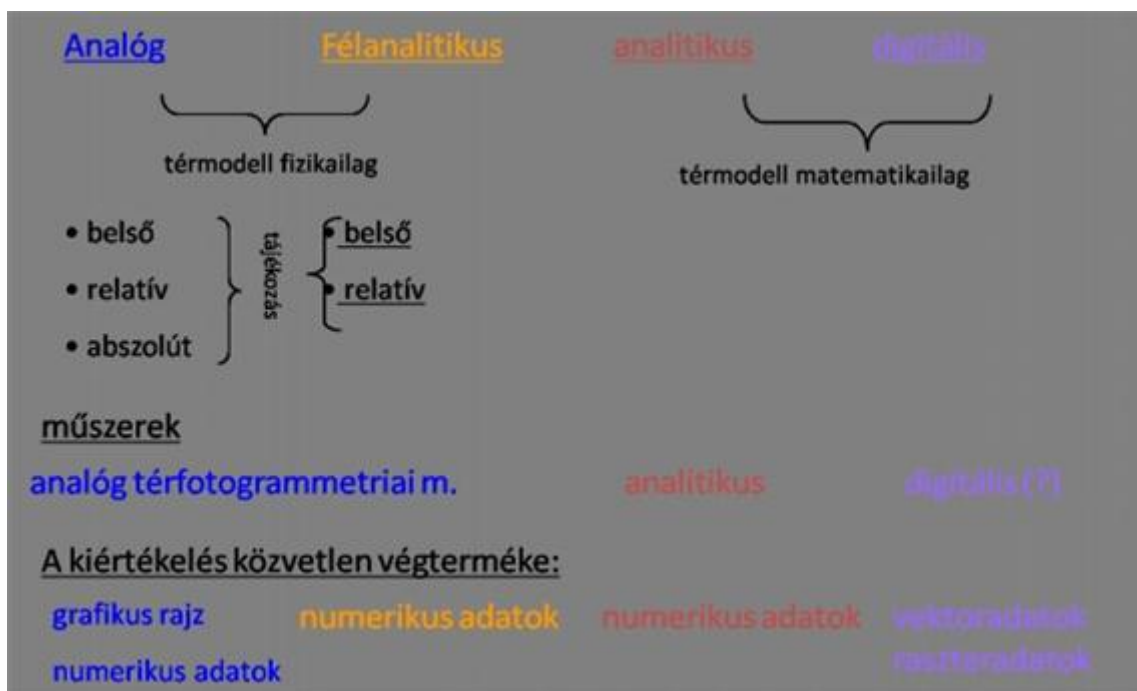 Analóg Félanalitikus analitikus digitális
térmodell fizikailag
térmodell matematikailag
• belső
• relatív
• abszolút
tájékozás
• belső
• relatív
műszerek
analóg térfotogrammetriai m. analitikus digitális (?)
A kiértékelés közvetlen végterméke:
grafikus rajz numerikus adatok numerikus adatok vektoradatok
numerikus adatok raszteradatok